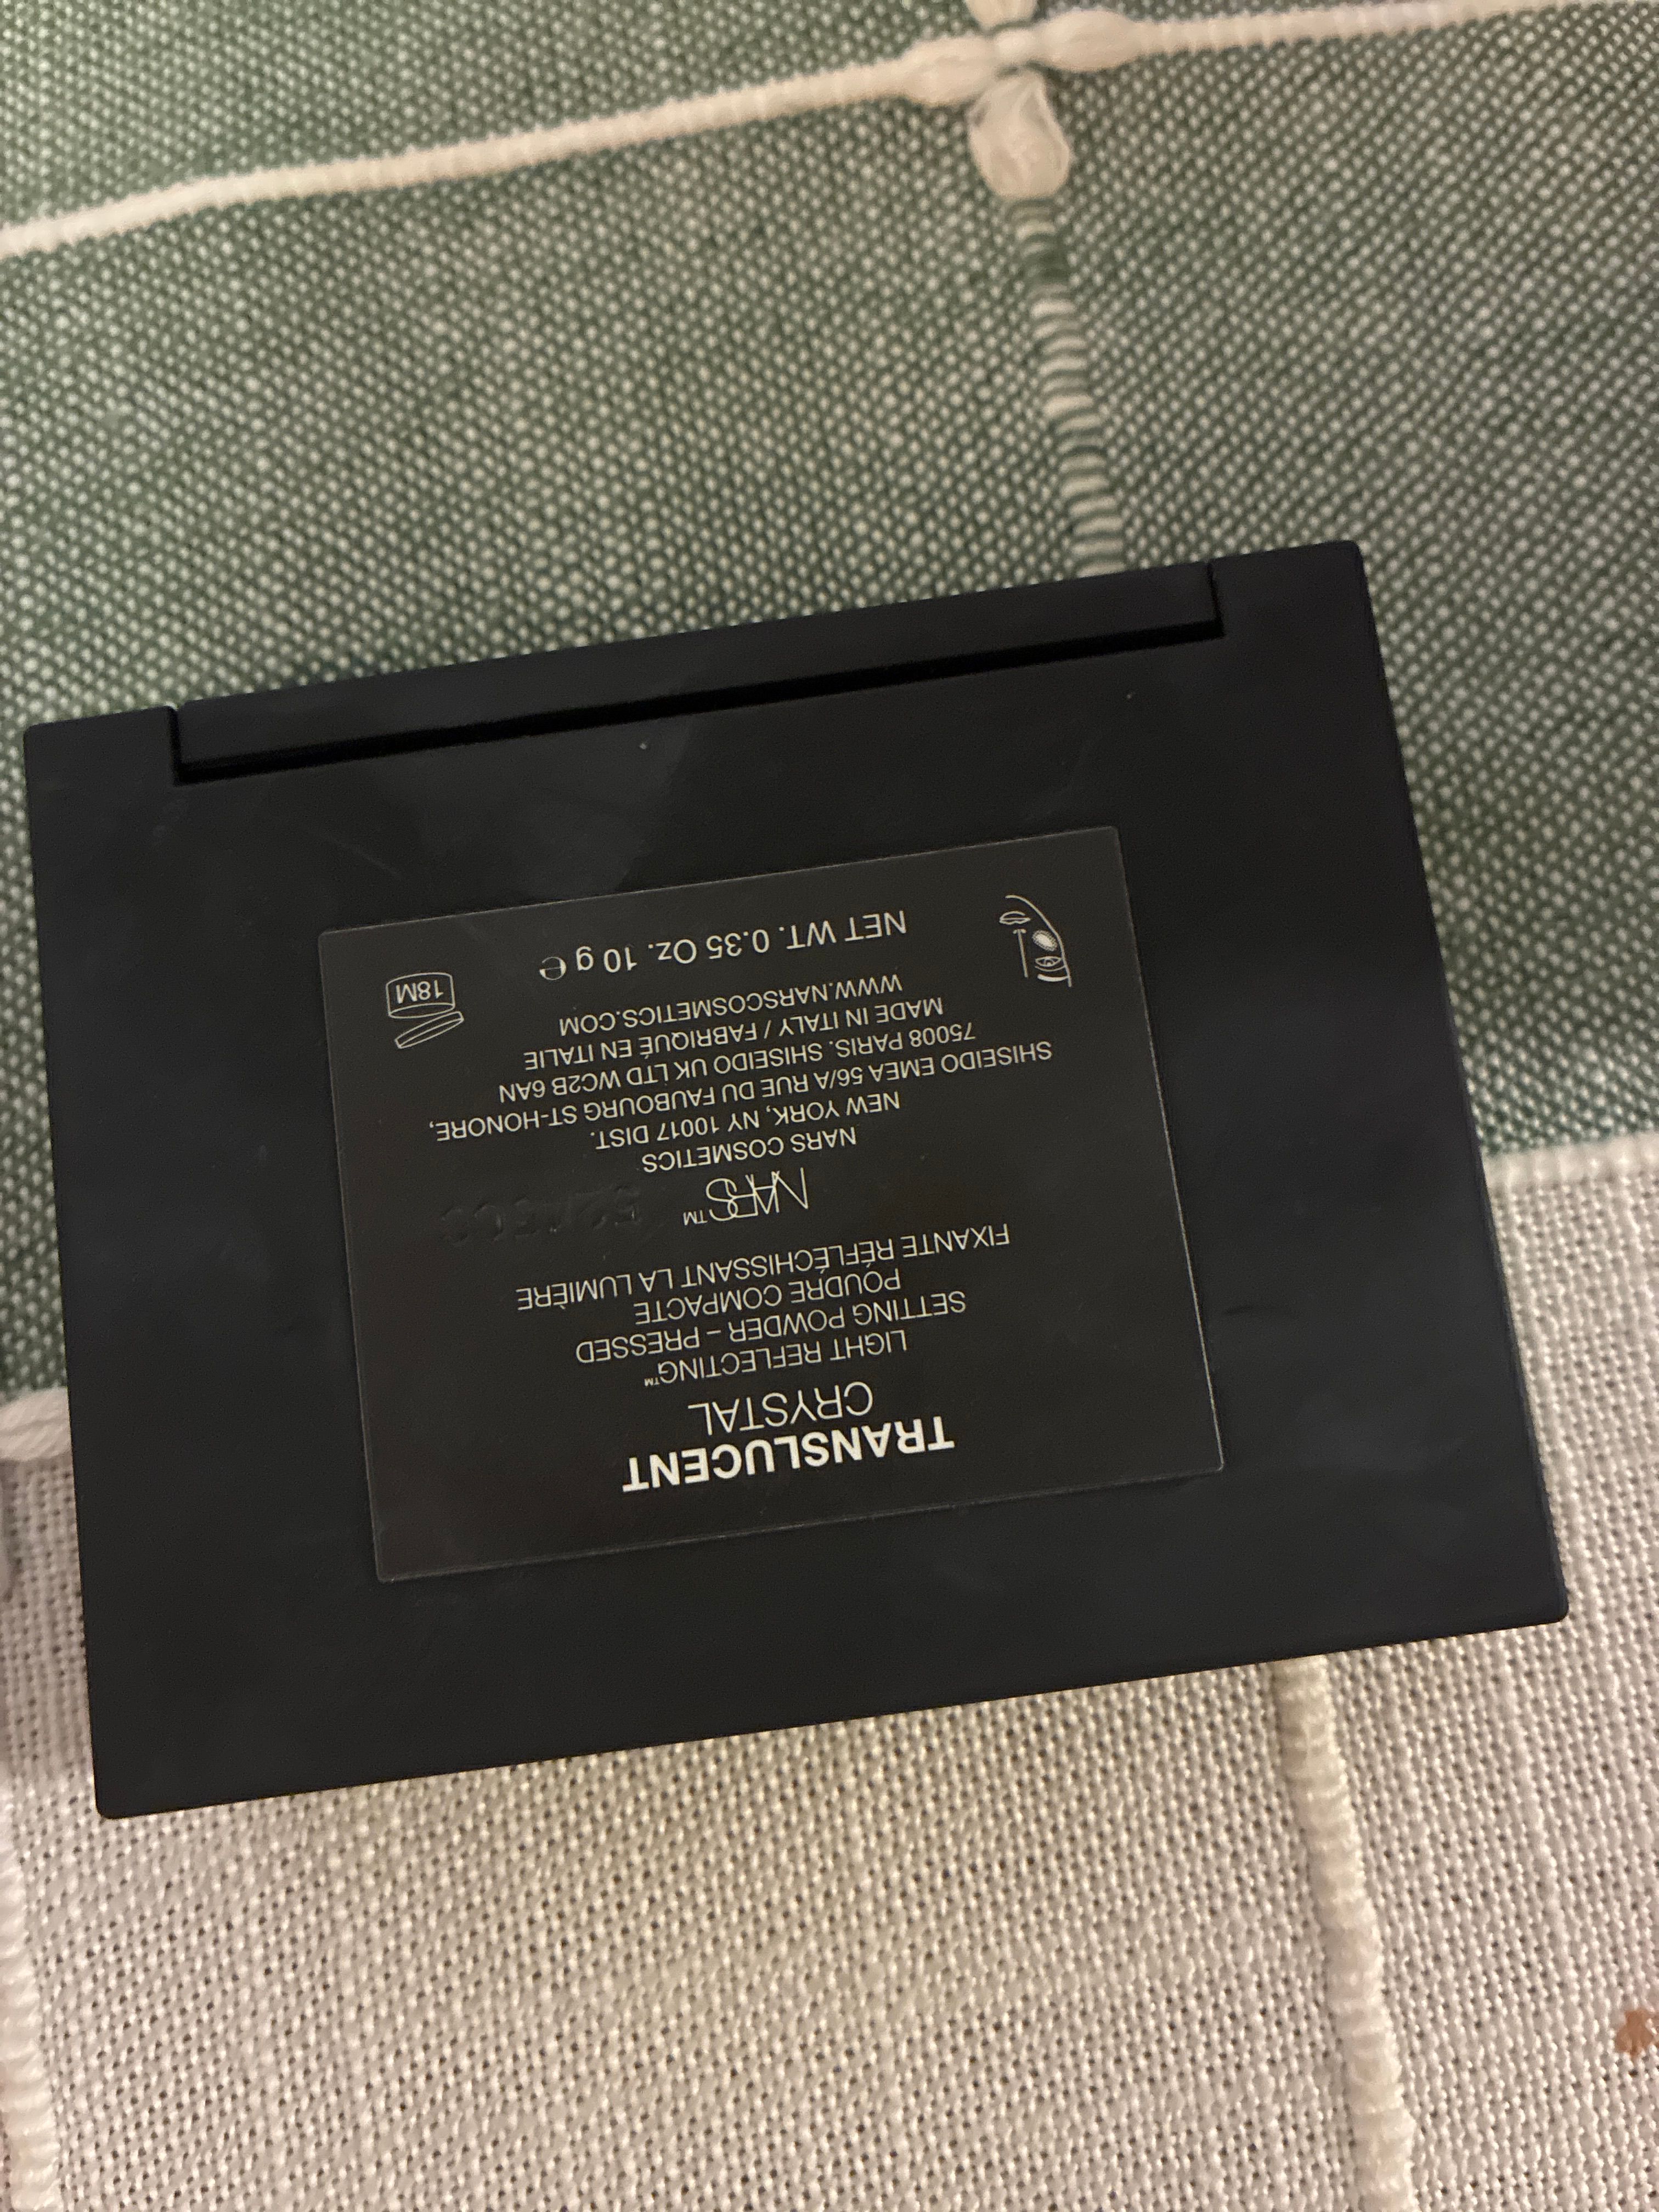 TRANSLUCENT
CRYSTAL
LIGHT REFLECTING™
SETTING POWDER – PRESSED
POUDRE COMPACTE
FIXANTE RÉFLÉCHISSANT LA LUMIÈRE
NARS™
NARS COSMETICS
NEW YORK, NY 10017 DIST.
SHISEIDO EMEA 56/A RUE DU FAUBOURG ST-HONORE,
75008 PARIS. SHISEIDO UK LTD WC2B 6AN
MADE IN ITALY / FABRIQUÉ EN ITALIE
WWW.NARSCOSMETICS.COM
NET WT. 0.35 Oz. 10 g ℮
18M